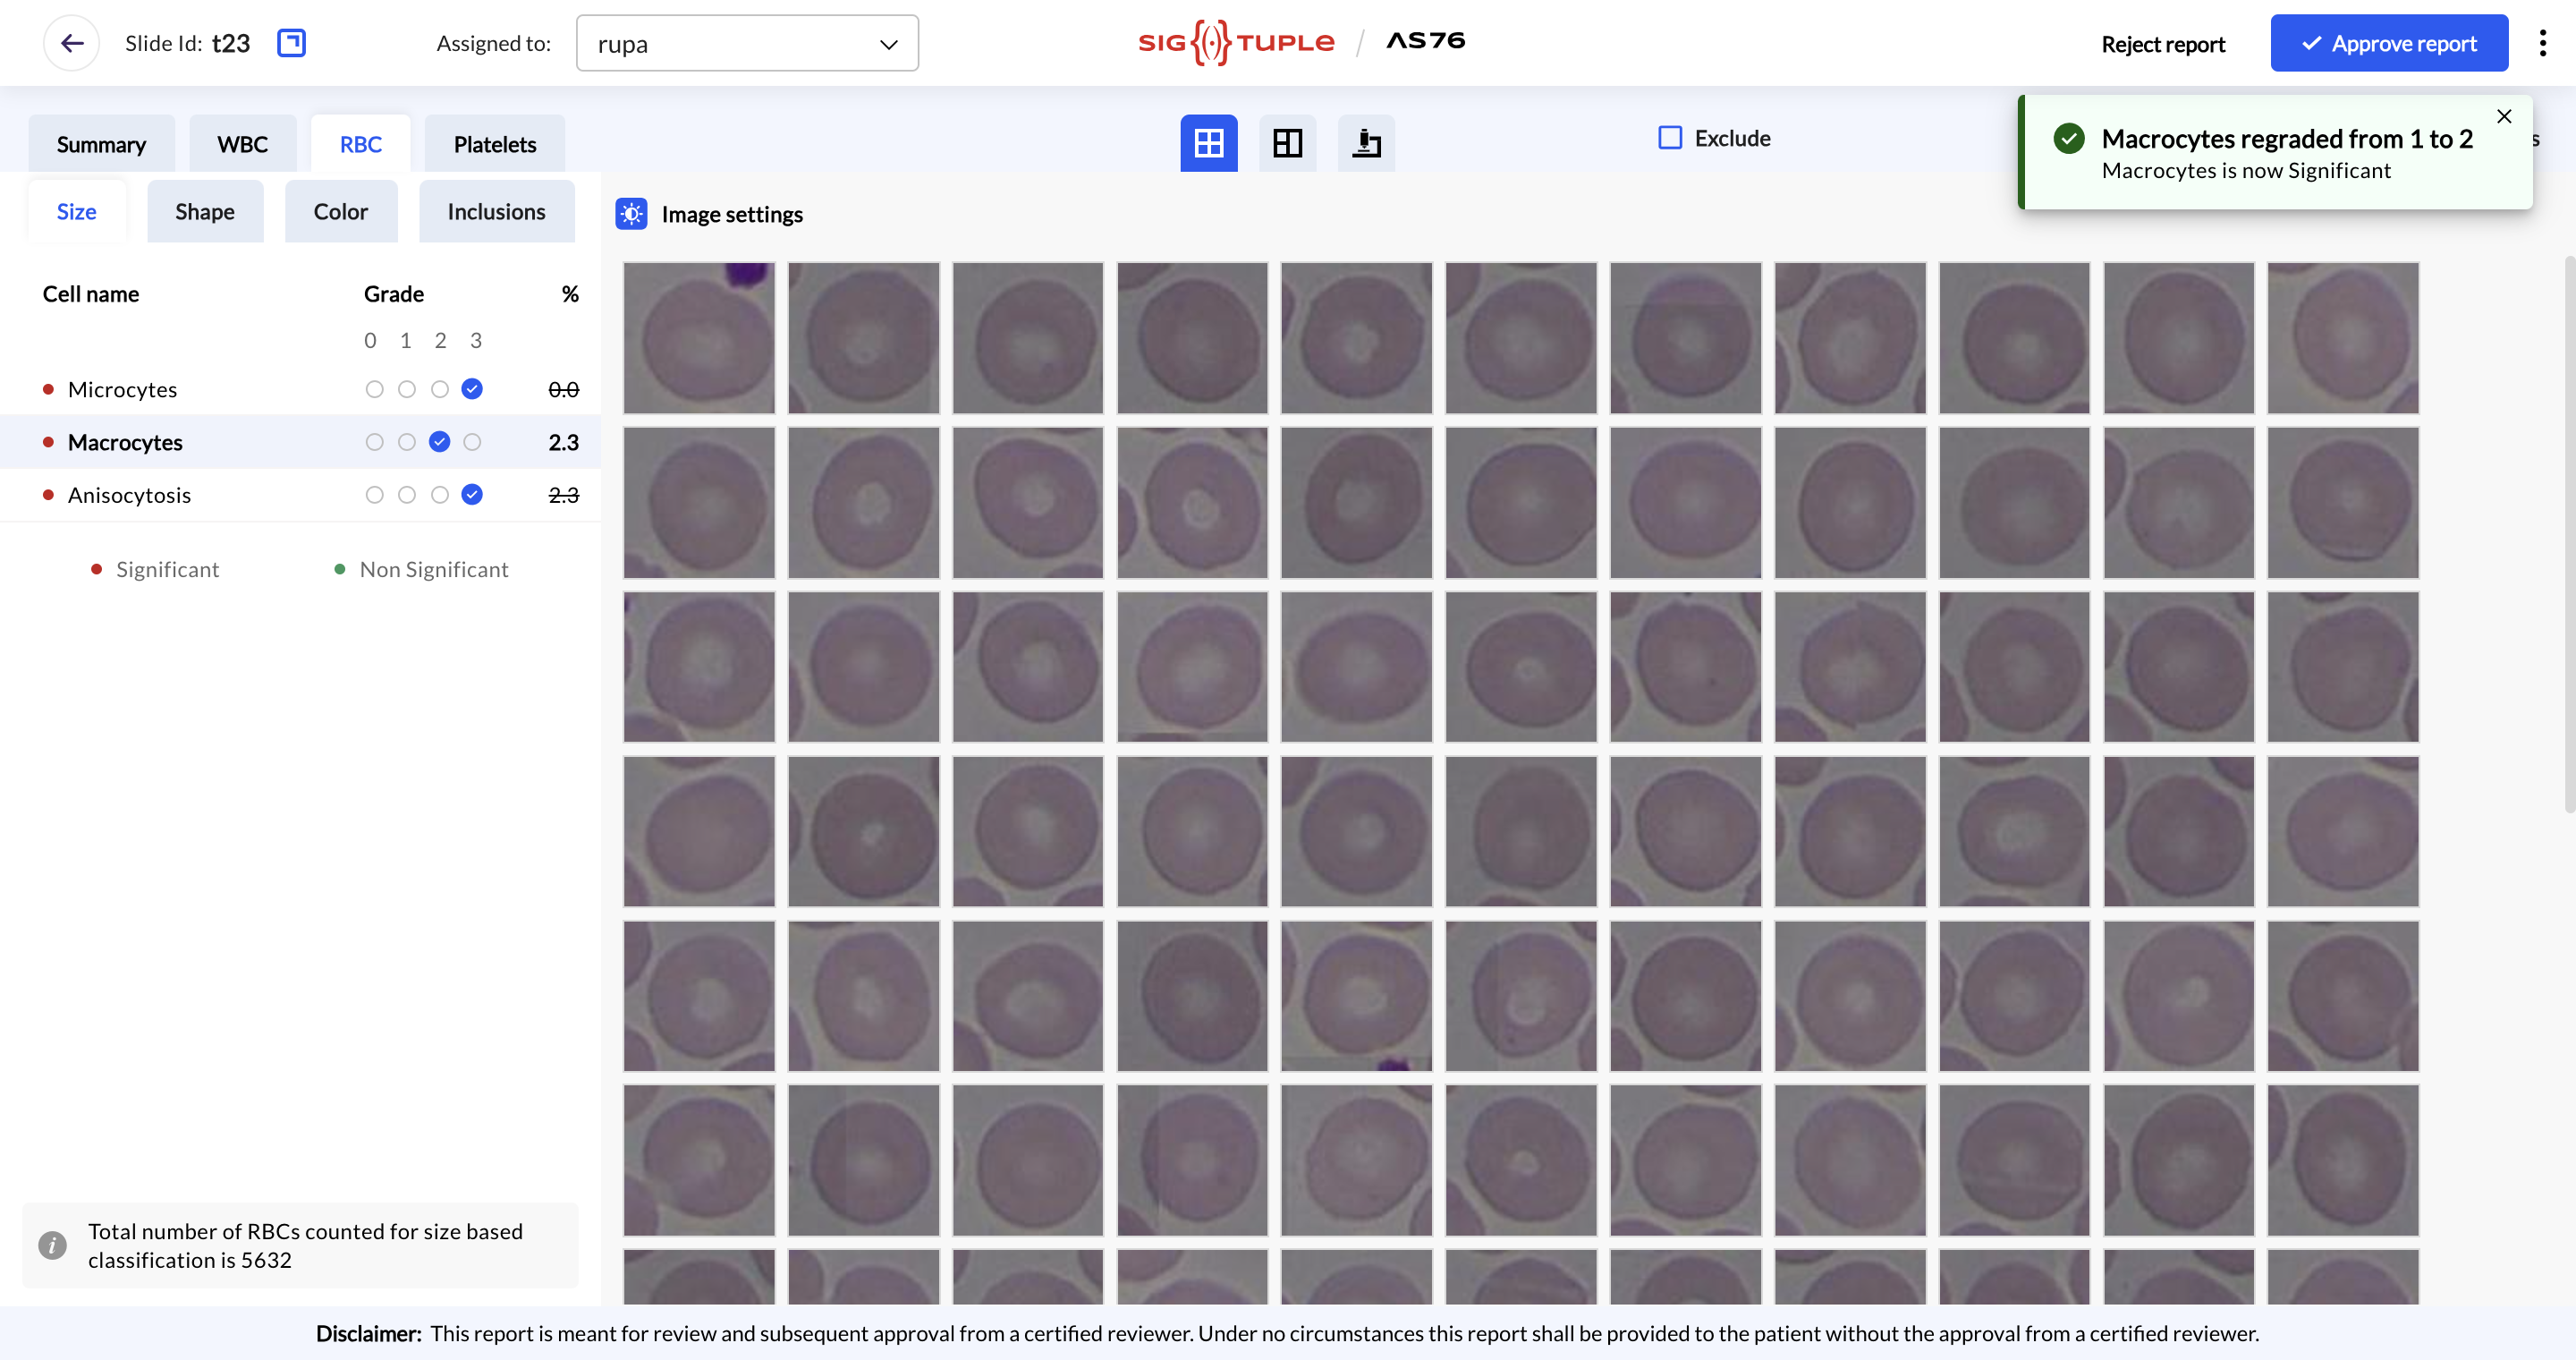 Slide Id: t23
Assigned to: rupa
SIG TUPLE / AS76
Reject report
Approve report
Summary
WBC
RBC
Platelets
Exclude
Macrocytes regraded from 1 to 2
Macrocytes is now Significant
Size
Shape
Color
Inclusions
Image settings
Cell name Grade %
0 1 2 3
Microcytes 0.0
Macrocytes 2.3
Anisocytosis 2.3
Significant Non Significant
i
Total number of RBCs counted for size based
classification is 5632
Disclaimer: This report is meant for review and subsequent approval from a certified reviewer. Under no circumstances this report shall be provided to the patient without the approval from a certified reviewer.